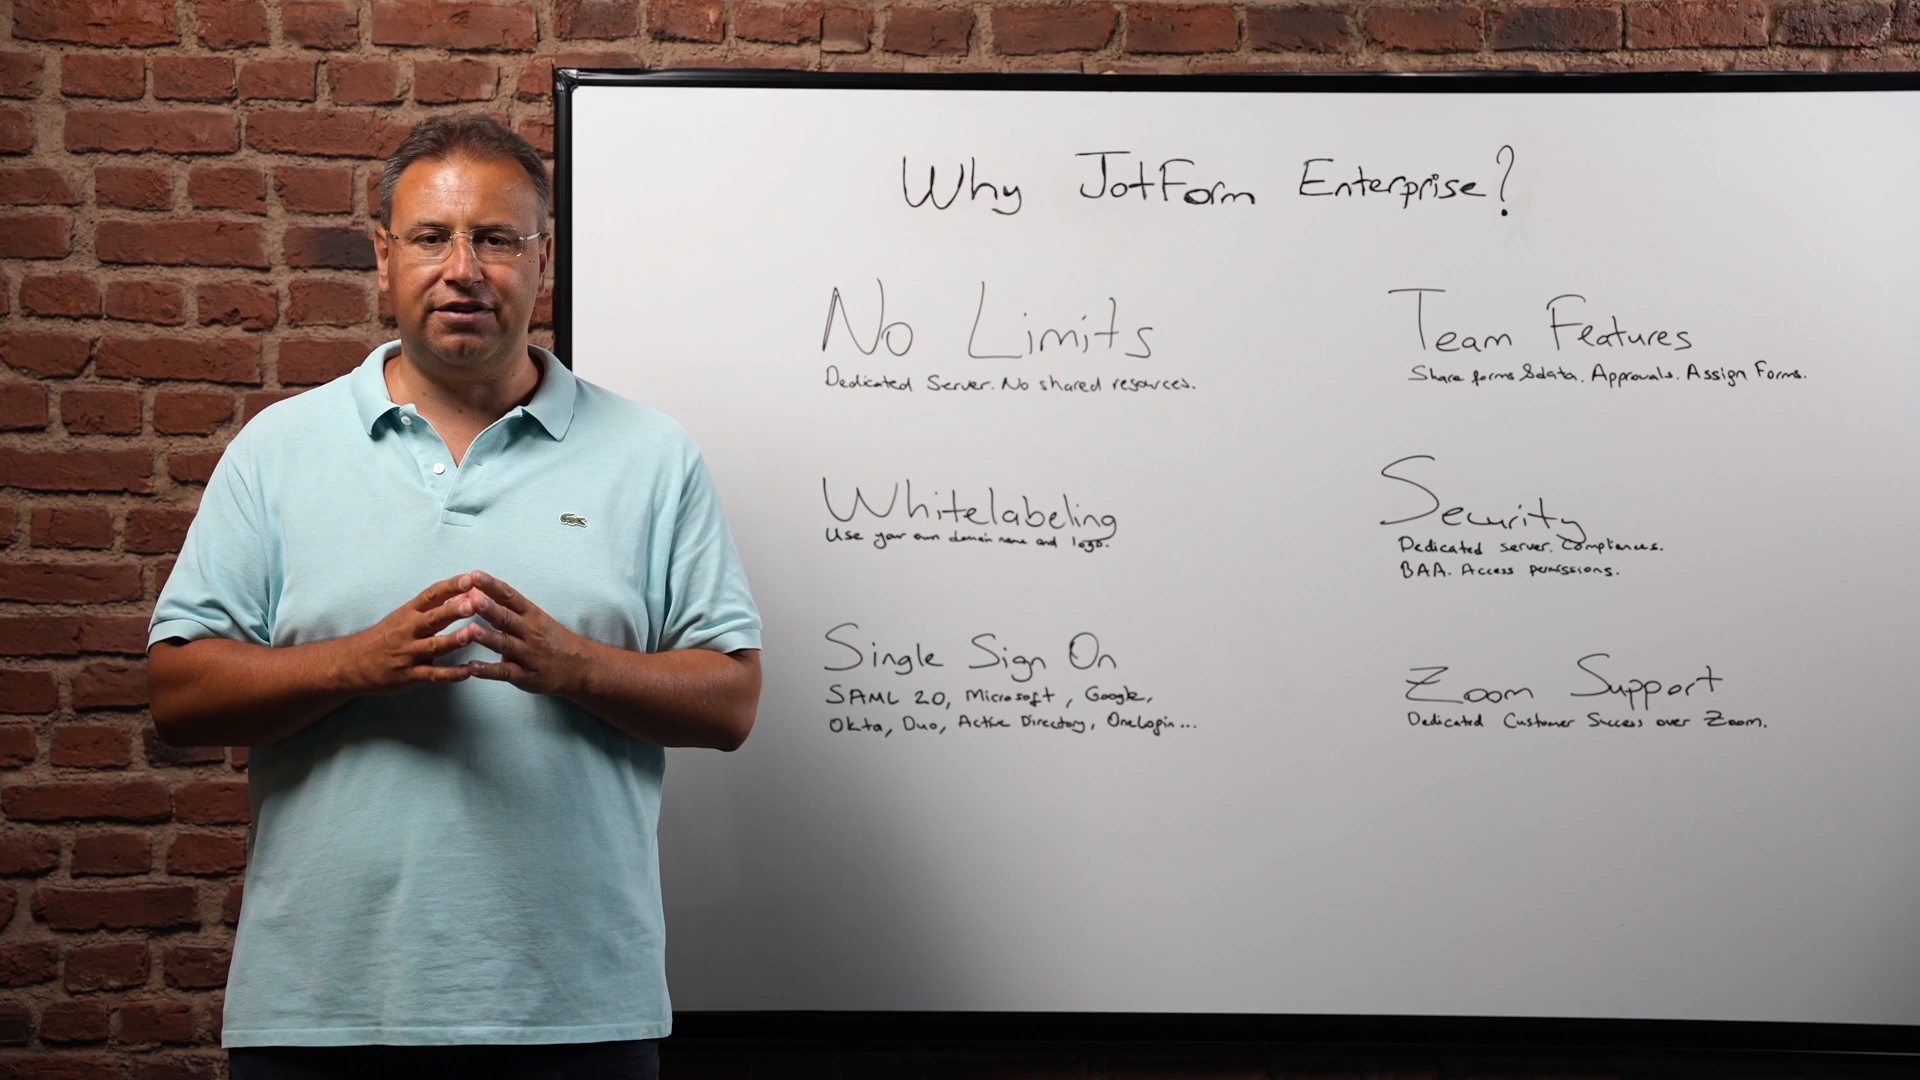 Why JotForm Enterprise?
No Limits
Dedicated Server. No shared resources.
Whitelabeling
Use your own domain name and logo.
Single Sign On
SAML 2.0, Microsoft, Google,
Okta, Duo, Active Directory, OneLogin...
Team Features
Share forms & data. Approvals. Assign Forms.
Security
Dedicated server. Compliances.
BAA. Access permissions.
Zoom Support
Dedicated Customer Success over Zoom.